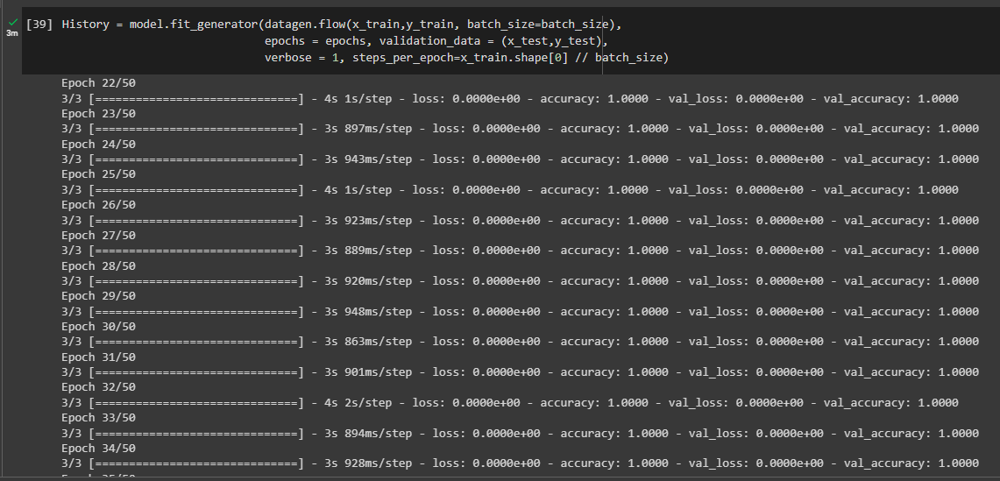 [39] History = model.fit_generator(datagen.flow(x_train,y_train, batch_size=batch_size),
3m
epochs = epochs, validation_data = (x_test,y_test),
verbose = 1, steps_per_epoch=x_train.shape[0] // batch_size)
Epoch 22/50
3/3 [==============================] - 4s 1s/step - loss: 0.0000e+00 - accuracy: 1.0000 - val_loss: 0.0000e+00 - val_accuracy: 1.0000
Epoch 23/50
3/3 [==============================] - 3s 897ms/step - loss: 0.0000e+00 - accuracy: 1.0000 - val_loss: 0.0000e+00 - val_accuracy: 1.0000
Epoch 24/50
3/3 [==============================] - 3s 943ms/step - loss: 0.0000e+00 - accuracy: 1.0000 - val_loss: 0.0000e+00 - val_accuracy: 1.0000
Epoch 25/50
3/3 [==============================] - 4s 1s/step - loss: 0.0000e+00 - accuracy: 1.0000 - val_loss: 0.0000e+00 - val_accuracy: 1.0000
Epoch 26/50
3/3 [==============================] - 3s 923ms/step - loss: 0.0000e+00 - accuracy: 1.0000 - val_loss: 0.0000e+00 - val_accuracy: 1.0000
Epoch 27/50
3/3 [==============================] - 3s 889ms/step - loss: 0.0000e+00 - accuracy: 1.0000 - val_loss: 0.0000e+00 - val_accuracy: 1.0000
Epoch 28/50
3/3 [==============================] - 3s 920ms/step - loss: 0.0000e+00 - accuracy: 1.0000 - val_loss: 0.0000e+00 - val_accuracy: 1.0000
Epoch 29/50
3/3 [==============================] - 3s 948ms/step - loss: 0.0000e+00 - accuracy: 1.0000 - val_loss: 0.0000e+00 - val_accuracy: 1.0000
Epoch 30/50
3/3 [==============================] - 3s 863ms/step - loss: 0.0000e+00 - accuracy: 1.0000 - val_loss: 0.0000e+00 - val_accuracy: 1.0000
Epoch 31/50
3/3 [==============================] - 3s 901ms/step - loss: 0.0000e+00 - accuracy: 1.0000 - val_loss: 0.0000e+00 - val_accuracy: 1.0000
Epoch 32/50
3/3 [==============================] - 4s 2s/step - loss: 0.0000e+00 - accuracy: 1.0000 - val_loss: 0.0000e+00 - val_accuracy: 1.0000
Epoch 33/50
3/3 [==============================] - 3s 894ms/step - loss: 0.0000e+00 - accuracy: 1.0000 - val_loss: 0.0000e+00 - val_accuracy: 1.0000
Epoch 34/50
3/3 [==============================] - 3s 928ms/step - loss: 0.0000e+00 - accuracy: 1.0000 - val_loss: 0.0000e+00 - val_accuracy: 1.0000